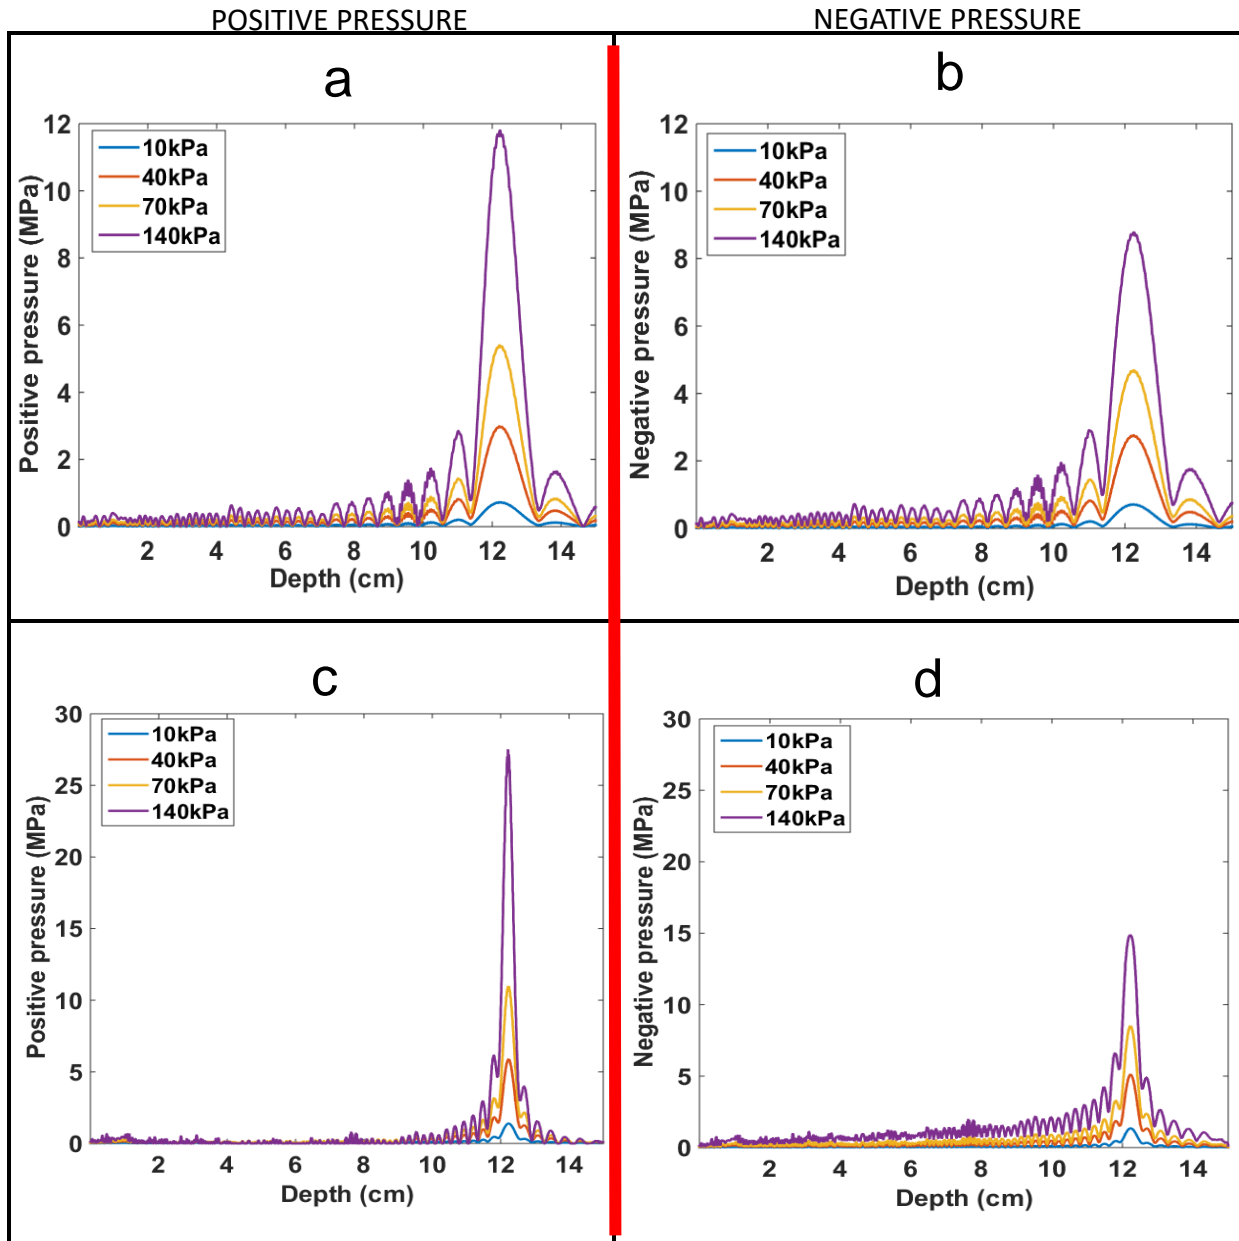 POSITIVE PRESSURE
NEGATIVE PRESSURE
a
12
10
8
6
4
2
0
Positive pressure (MPa)
10kPa
40kPa
70kPa
140kPa
2 4 6 8 10 12 14
Depth (cm)
b
12
10
8
6
4
2
0
Negative pressure (MPa)
10kPa
40kPa
70kPa
140kPa
2 4 6 8 10 12 14
Depth (cm)
c
30
25
20
15
10
5
0
Positive pressure (MPa)
10kPa
40kPa
70kPa
140kPa
2 4 6 8 10 12 14
Depth (cm)
d
30
25
20
15
10
5
0
Negative pressure (MPa)
10kPa
40kPa
70kPa
140kPa
2 4 6 8 10 12 14
Depth (cm)